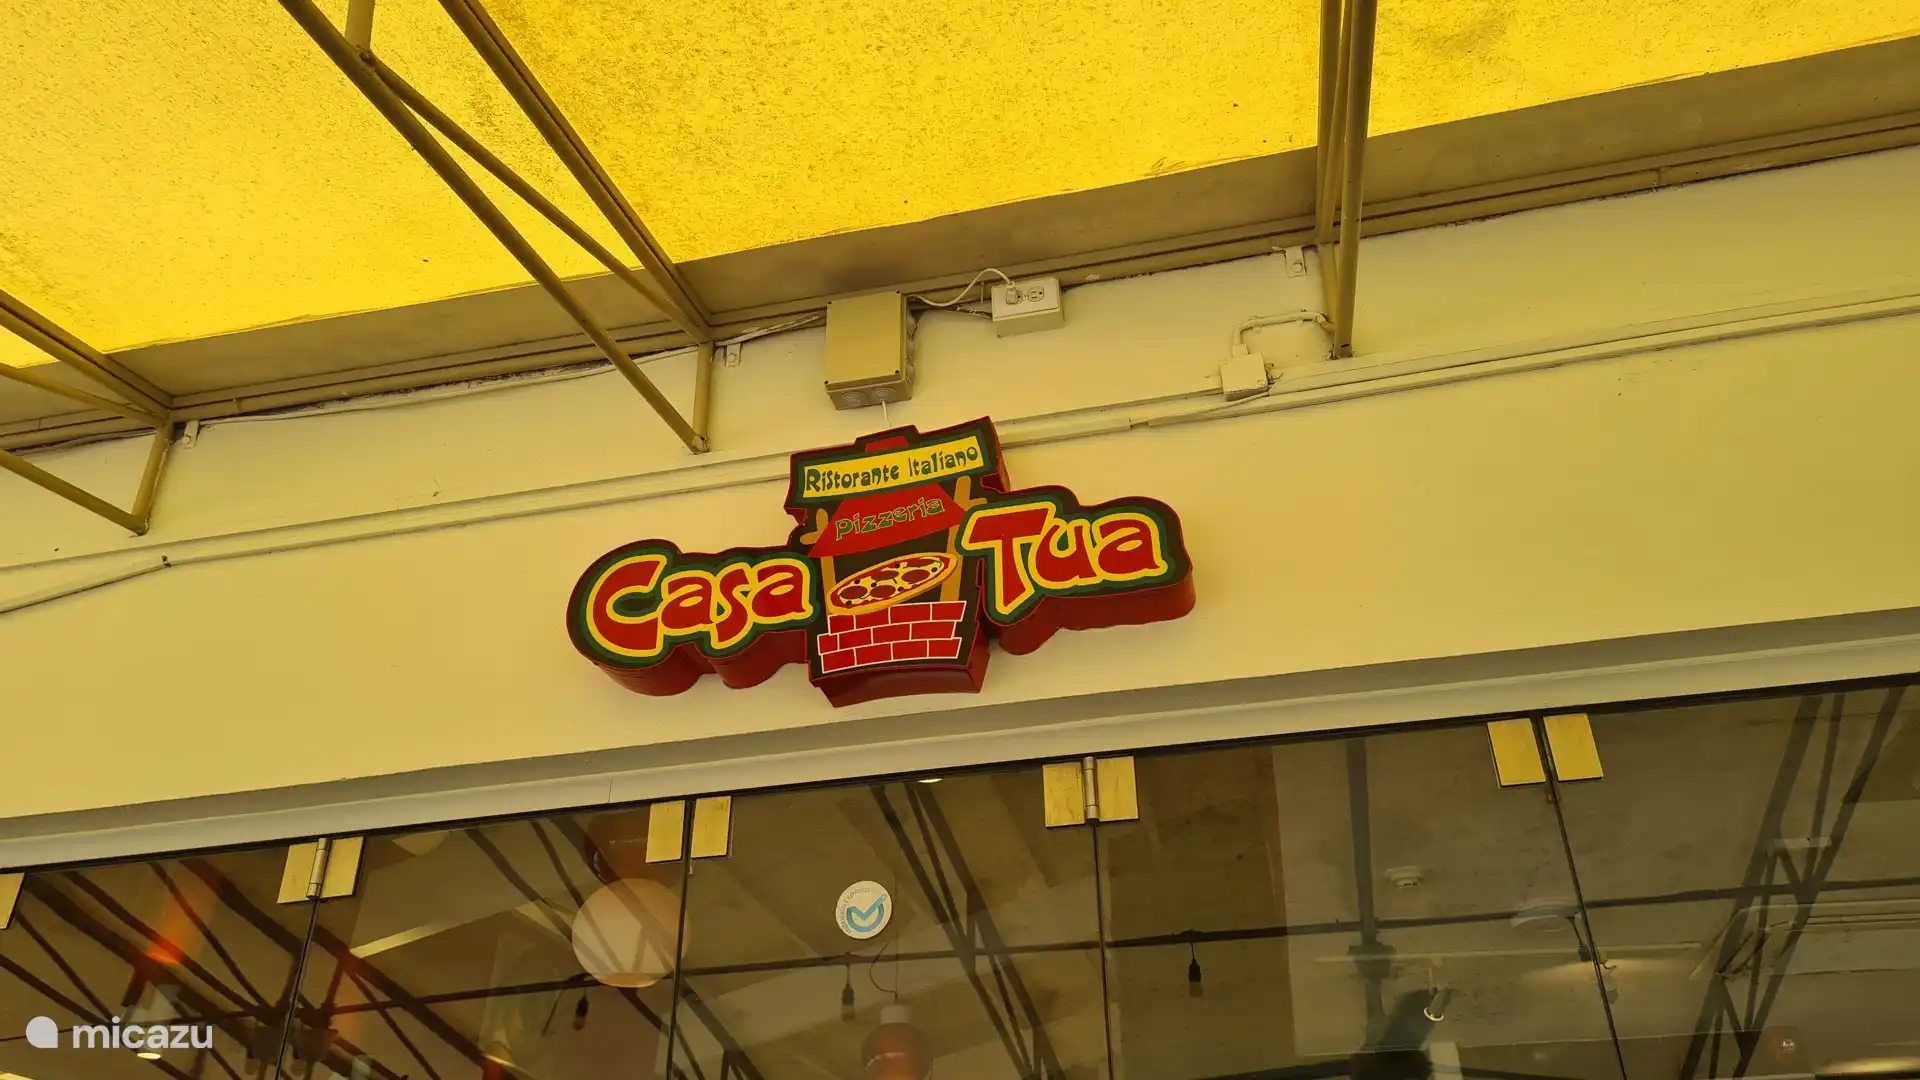 Ristorante Italiano
Pizzeria
Casa Tua
micazu